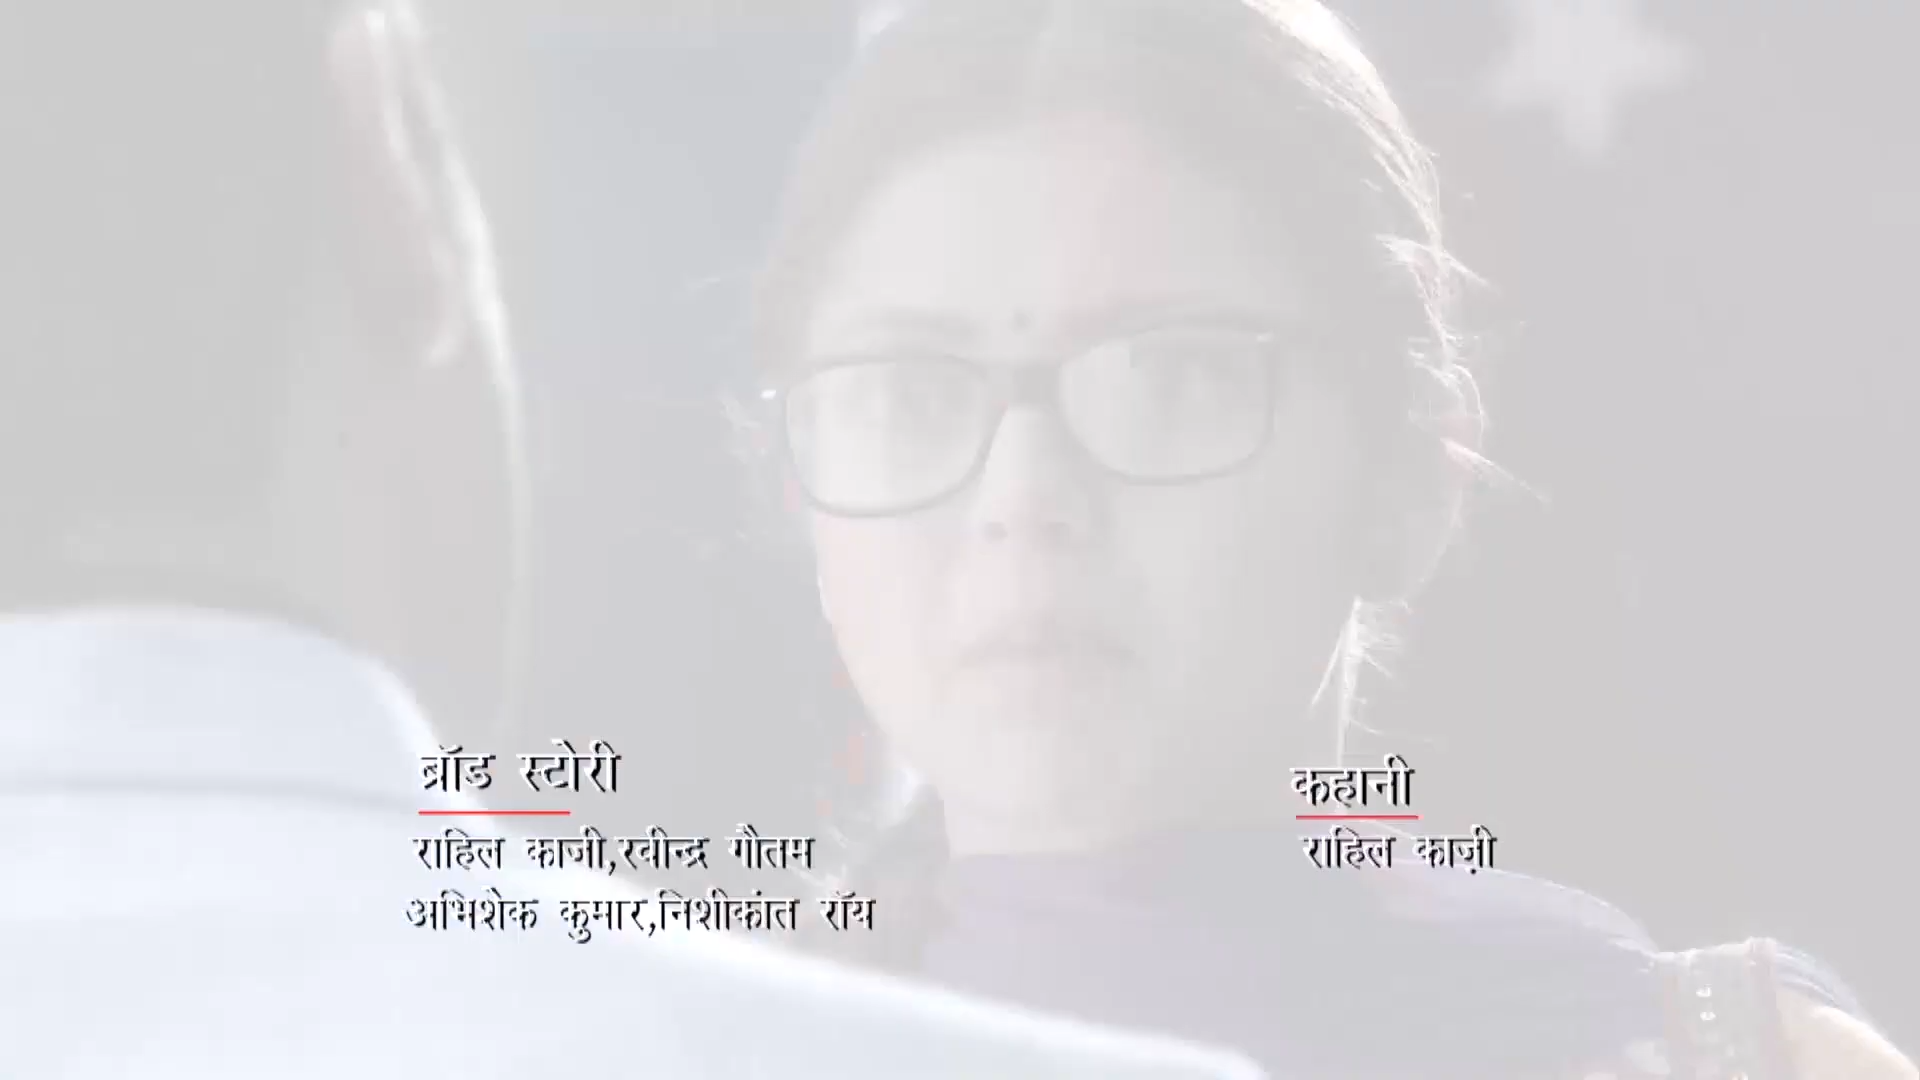 ब्रॉड स्टोरी
राहिल काजी,रवीन्द्र गौतम
अभिशेक कुमार,निशीकांत रॉय
कहानी
राहिल काज़ी